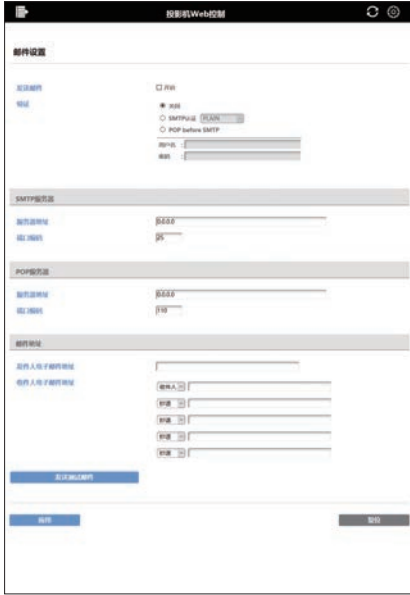 投影机Web控制
邮件设置
发送邮件 开启
验证 关闭
SMTP认证 PLAIN
POP before SMTP
用户名 :
密码 :
SMTP服务器
服务器地址 0.0.0.0
端口编码 25
POP服务器
服务器地址 0.0.0.0
端口编码 110
邮件地址
发件人电子邮件地址
收件人电子邮件地址 收件人
抄送
抄送
抄送
抄送
发送测试邮件
应用 复位